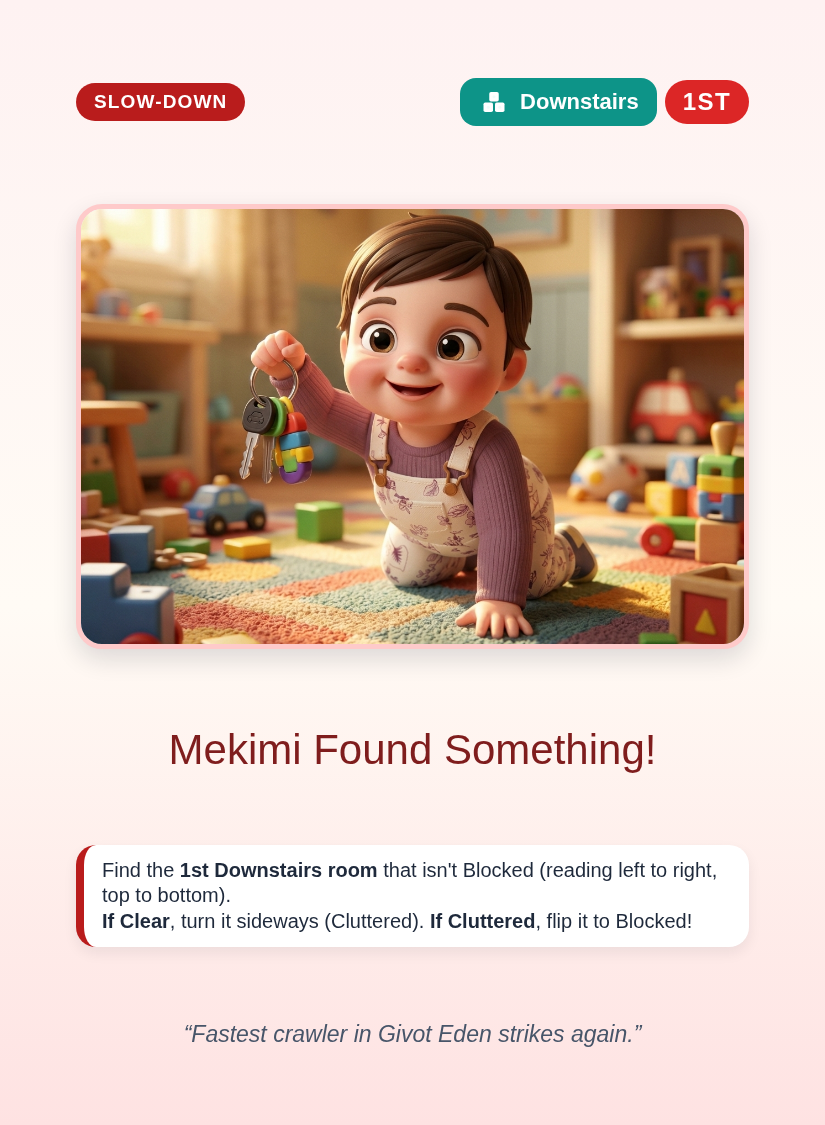 SLOW-DOWN
Downstairs
1ST
Mekimi Found Something!
Find the 1st Downstairs room that isn't Blocked (reading left to right,
top to bottom).
If Clear, turn it sideways (Cluttered). If Cluttered, flip it to Blocked!
“Fastest crawler in Givot Eden strikes again.”